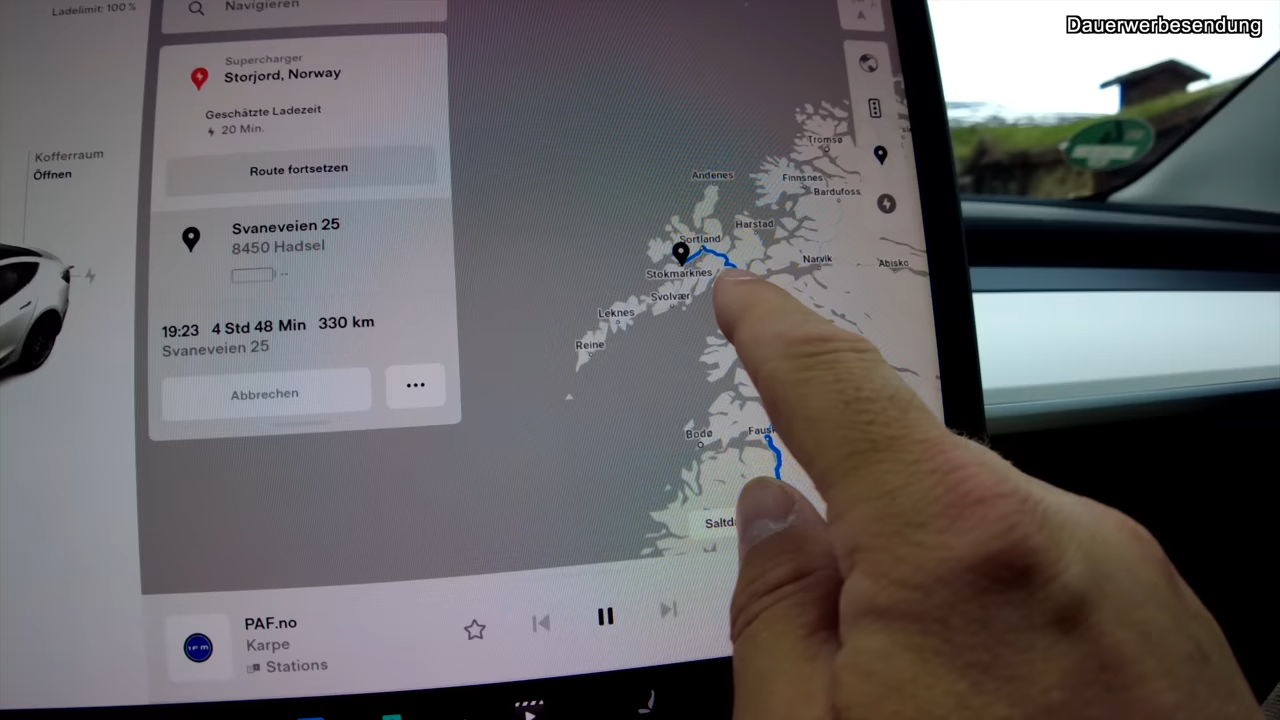 Dauerwerbesendung
Ladelimit: 100 %
Navigieren
Supercharger
Storjord, Norway
Geschätzte Ladezeit
20 Min.
Route fortsetzen
Kofferraum
Öffnen
Svaneveien 25
8450 Hadsel
--
19:23 4 Std 48 Min 330 km
Svaneveien 25
Abbrechen
Tromsø
Andenes
Finnsnes
Bardufoss
Harstad
Sortland
Narvik
Abisko
Stokmarknes
Svolvær
Leknes
Reine
Bodø
Fausk
Saltd
PAF.no
Karpe
Stations